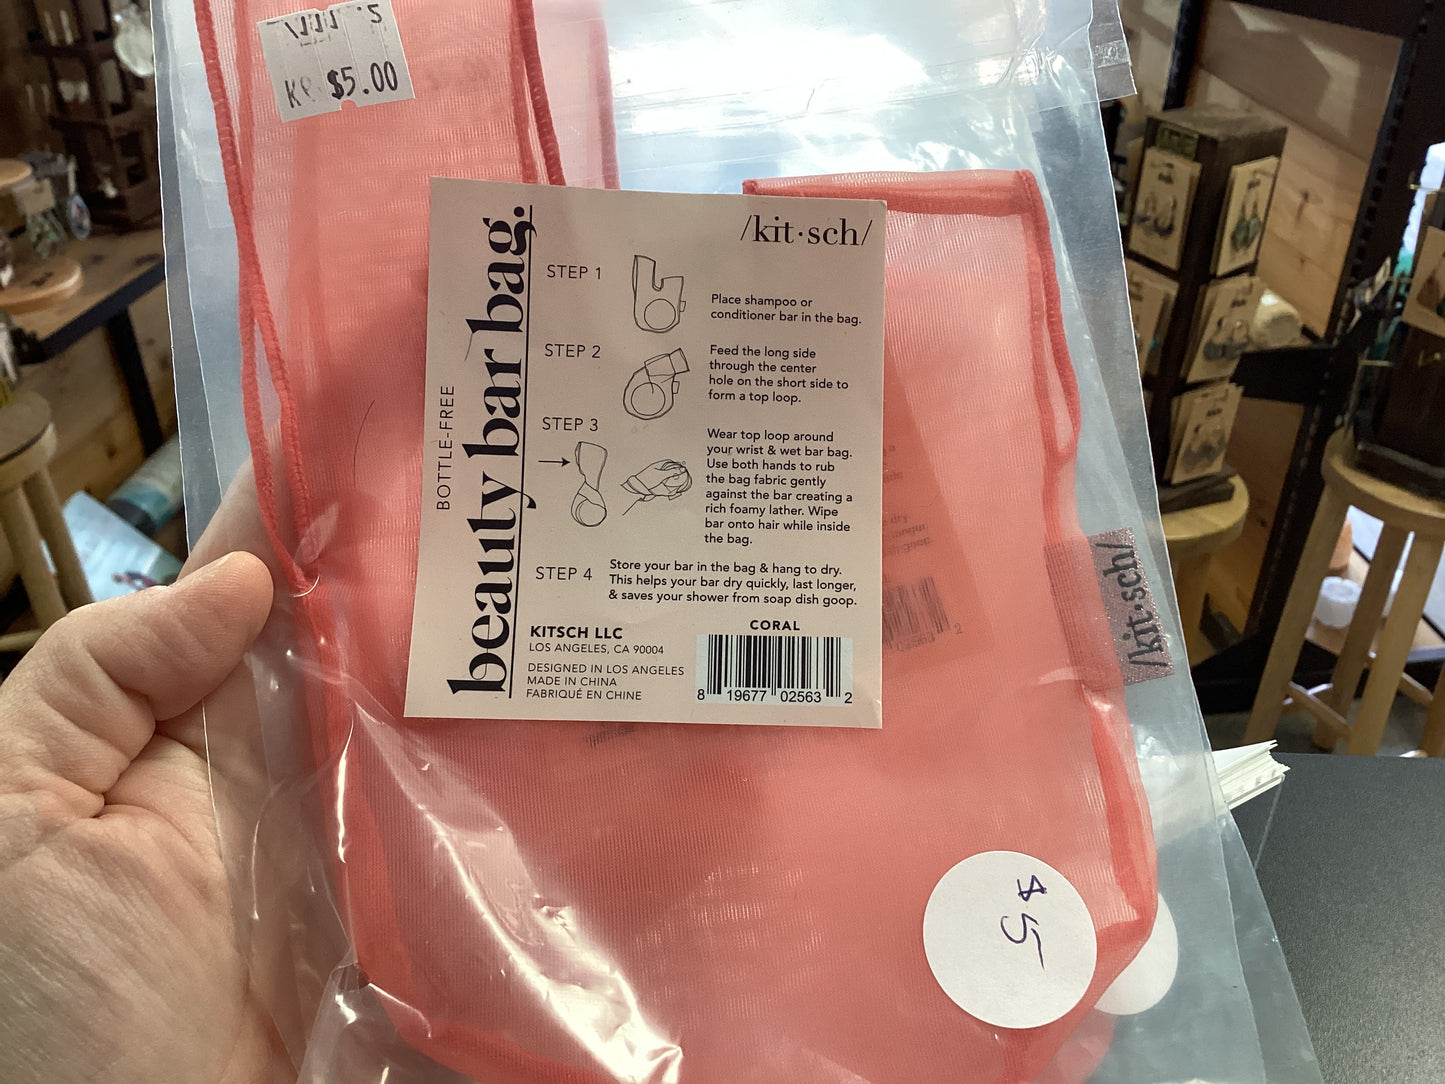 $5.00
/kit·sch/
BOTTLE-FREE
beauty bar bag.
STEP 1
Place shampoo or
conditioner bar in the bag.
STEP 2
Feed the long side
through the center
hole on the short side to
form a top loop.
STEP 3
Wear top loop around
your wrist & wet bar bag.
Use both hands to rub
the bag fabric gently
against the bar creating a
rich foamy lather. Wipe
bar onto hair while inside
the bag.
STEP 4
Store your bar in the bag & hang to dry.
This helps your bar dry quickly, last longer,
& saves your shower from soap dish goop.
KITSCH LLC
LOS ANGELES, CA 90004
DESIGNED IN LOS ANGELES
MADE IN CHINA
FABRIQUÉ EN CHINE
CORAL
8 19677 02563 2
/kit·sch/
$5